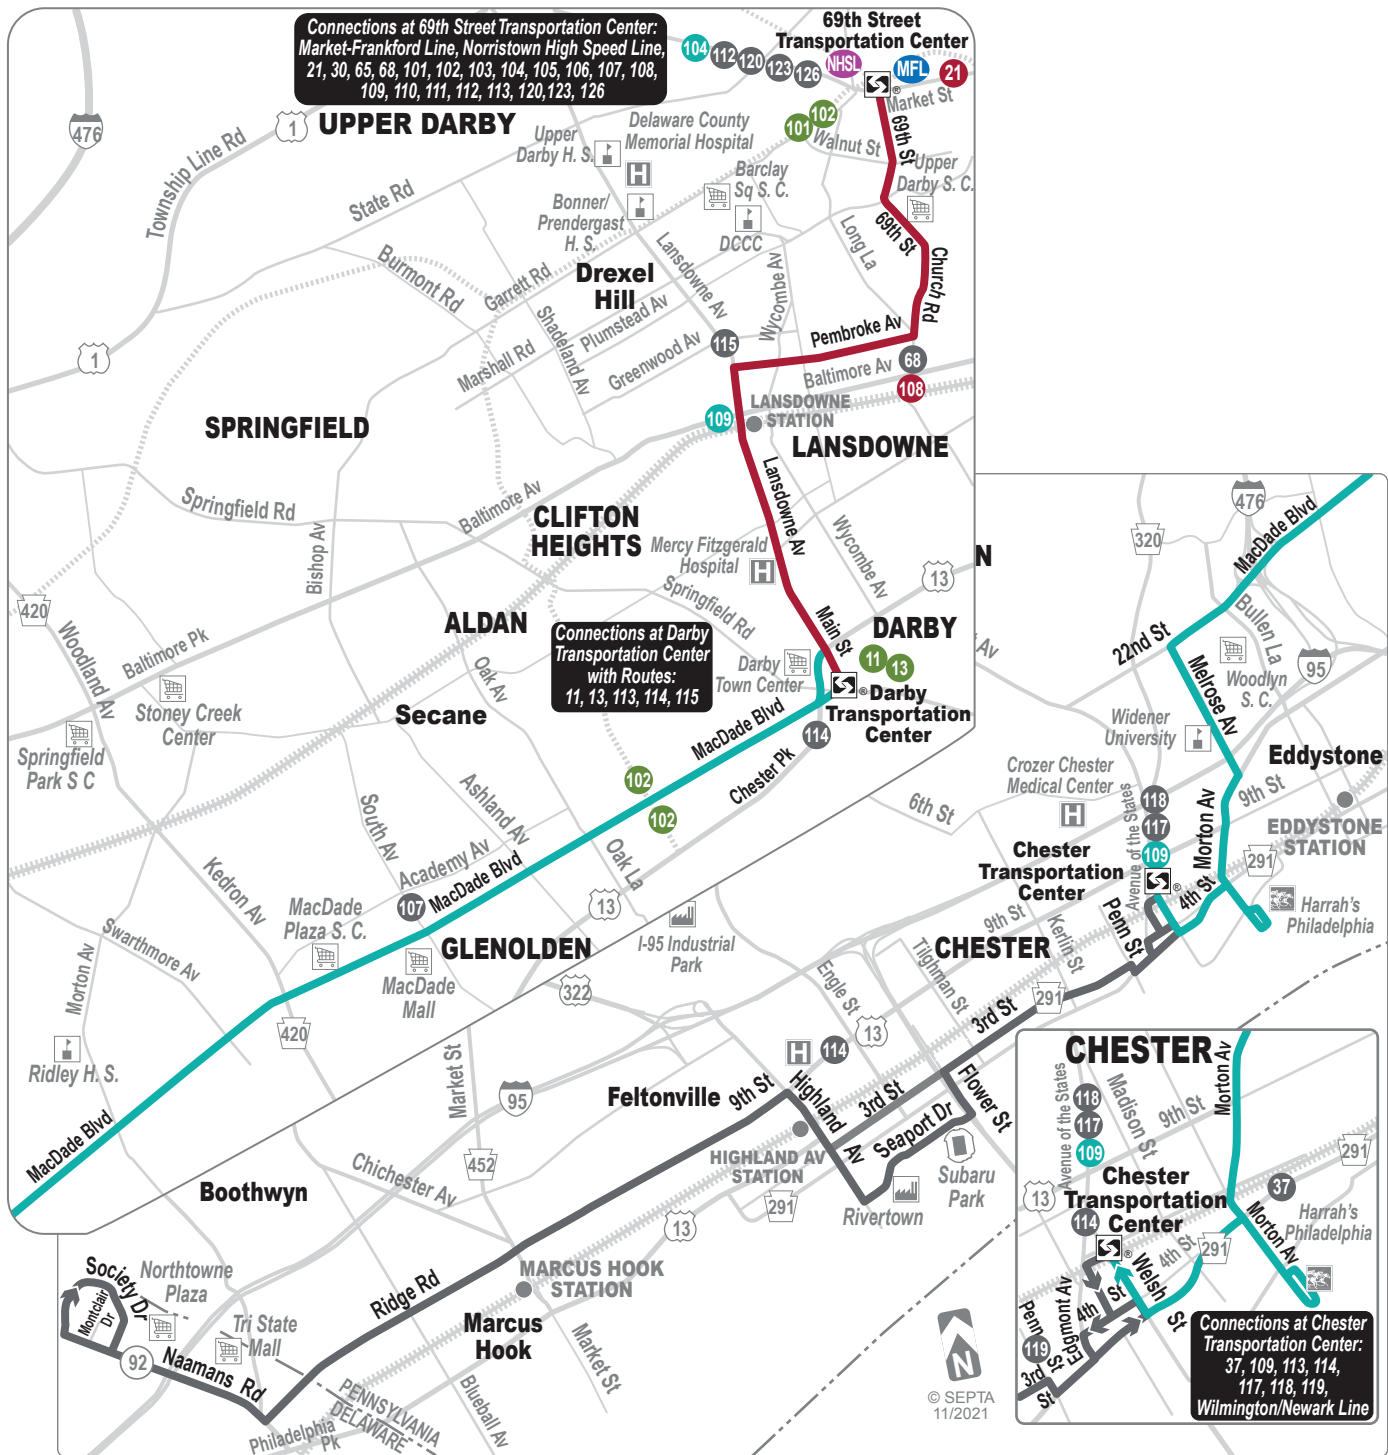 Connections at 69th Street Transportation Center:
Market-Frankford Line, Norristown High Speed Line,
21, 30, 65, 68, 101, 102, 103, 104, 105, 106, 107, 108,
109, 110, 111, 112, 113, 120,123, 126
69th Street
Transportation Center
104
112
120
123
126
NHSL
MFL
21
®
Market St
476
1
UPPER DARBY
Township Line Rd
State Rd
Upper
Darby H. S.
Delaware County
Memorial Hospital
H
101
102
Walnut St
69th St
Upper
Darby S. C.
Barclay
Sq S. C.
Bonner/
Prendergast
H. S.
DCCC
69th St
Long La
Church Rd
Burmont Rd
Garrett Rd
Drexel
Hill
Lansdowne Av
Wycombe Av
Shadeland Av
Plumstead Av
Marshall Rd
Greenwood Av
115
Pembroke Av
68
Baltimore Av
108
1
109
LANSDOWNE
STATION
SPRINGFIELD
LANSDOWNE
Springfield Rd
Baltimore Av
CLIFTON
HEIGHTS
Lansdowne Av
Mercy Fitzgerald
Hospital
H
Wycombe Av
13
N
Bishop Av
420
Woodland Av
Baltimore Pk
ALDAN
Springfield Rd
Main St
DARBY
11
13
Connections at Darby
Transportation Center
with Routes:
11, 13, 113, 114, 115
Darby
Town Center
®
Darby
Transportation
Center
114
Oak Av
Secane
Stoney Creek
Center
Springfield
Park S C
MacDade Blvd
Chester Pk
102
102
South Av
Ashland Av
Academy Av
MacDade Blvd
107
Oak La
13
Kedron Av
MacDade
Plaza S. C.
MacDade
Mall
GLENOLDEN
I-95 Industrial
Park
Swarthmore Av
Morton Av
Ridley H. S.
420
MacDade Blvd
322
476
320
MacDade Blvd
Bullen La
22nd St
95
Av
Melrose Av
Woodlyn
S. C.
Widener
University
Eddystone
Crozer Chester
Medical Center
H
6th St
118
117
109
Avenue of the States
9th St
Morton Av
EDDYSTONE
STATION
291
Chester
Transportation
Center
®
4th St
Penn St
Harrah's
Philadelphia
9th St
Kerlin St
CHESTER
Tilghman St
Engle St
291
3rd St
13
H
114
Market St
95
452
Feltonville
9th St
Highland
Av
3rd St
Flower St
Seaport Dr
HIGHLAND AV
STATION
291
Rivertown
Subaru
Park
Chichester Av
Boothwyn
13
Ridge Rd
MARCUS HOOK
STATION
Society Dr
Montclair
Dr
Northtowne
Plaza
Tri State
Mall
92
Naamans Rd
Marcus
Hook
Market St
Blueball Av
PENNSYLVANIA
DELAWARE
Philadelphia
Pk
N
© SEPTA
11/2021
CHESTER
Avenue of the States
118
117
109
Madison St
9th St
Morton Av
291
13
Chester
Transportation
Center
37
114
®
4th St
291
Harrah's
Philadelphia
Morton Av
Welsh
St
Edgmont Av
4th St
Penn
St
119
3rd
St
Connections at Chester
Transportation Center:
37, 109, 113, 114,
117, 118, 119,
Wilmington/Newark Line